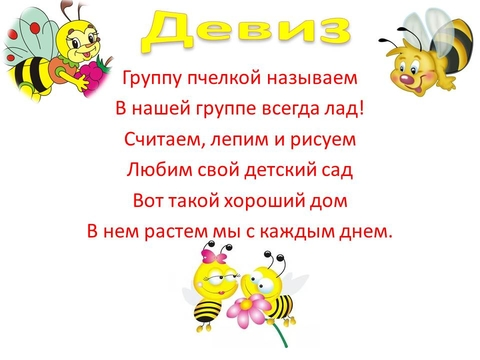 Девиз
Группу пчелкой называем
В нашей группе всегда лад!
Считаем, лепим и рисуем
Любим свой детский сад
Вот такой хороший дом
В нем растем мы с каждым днем.